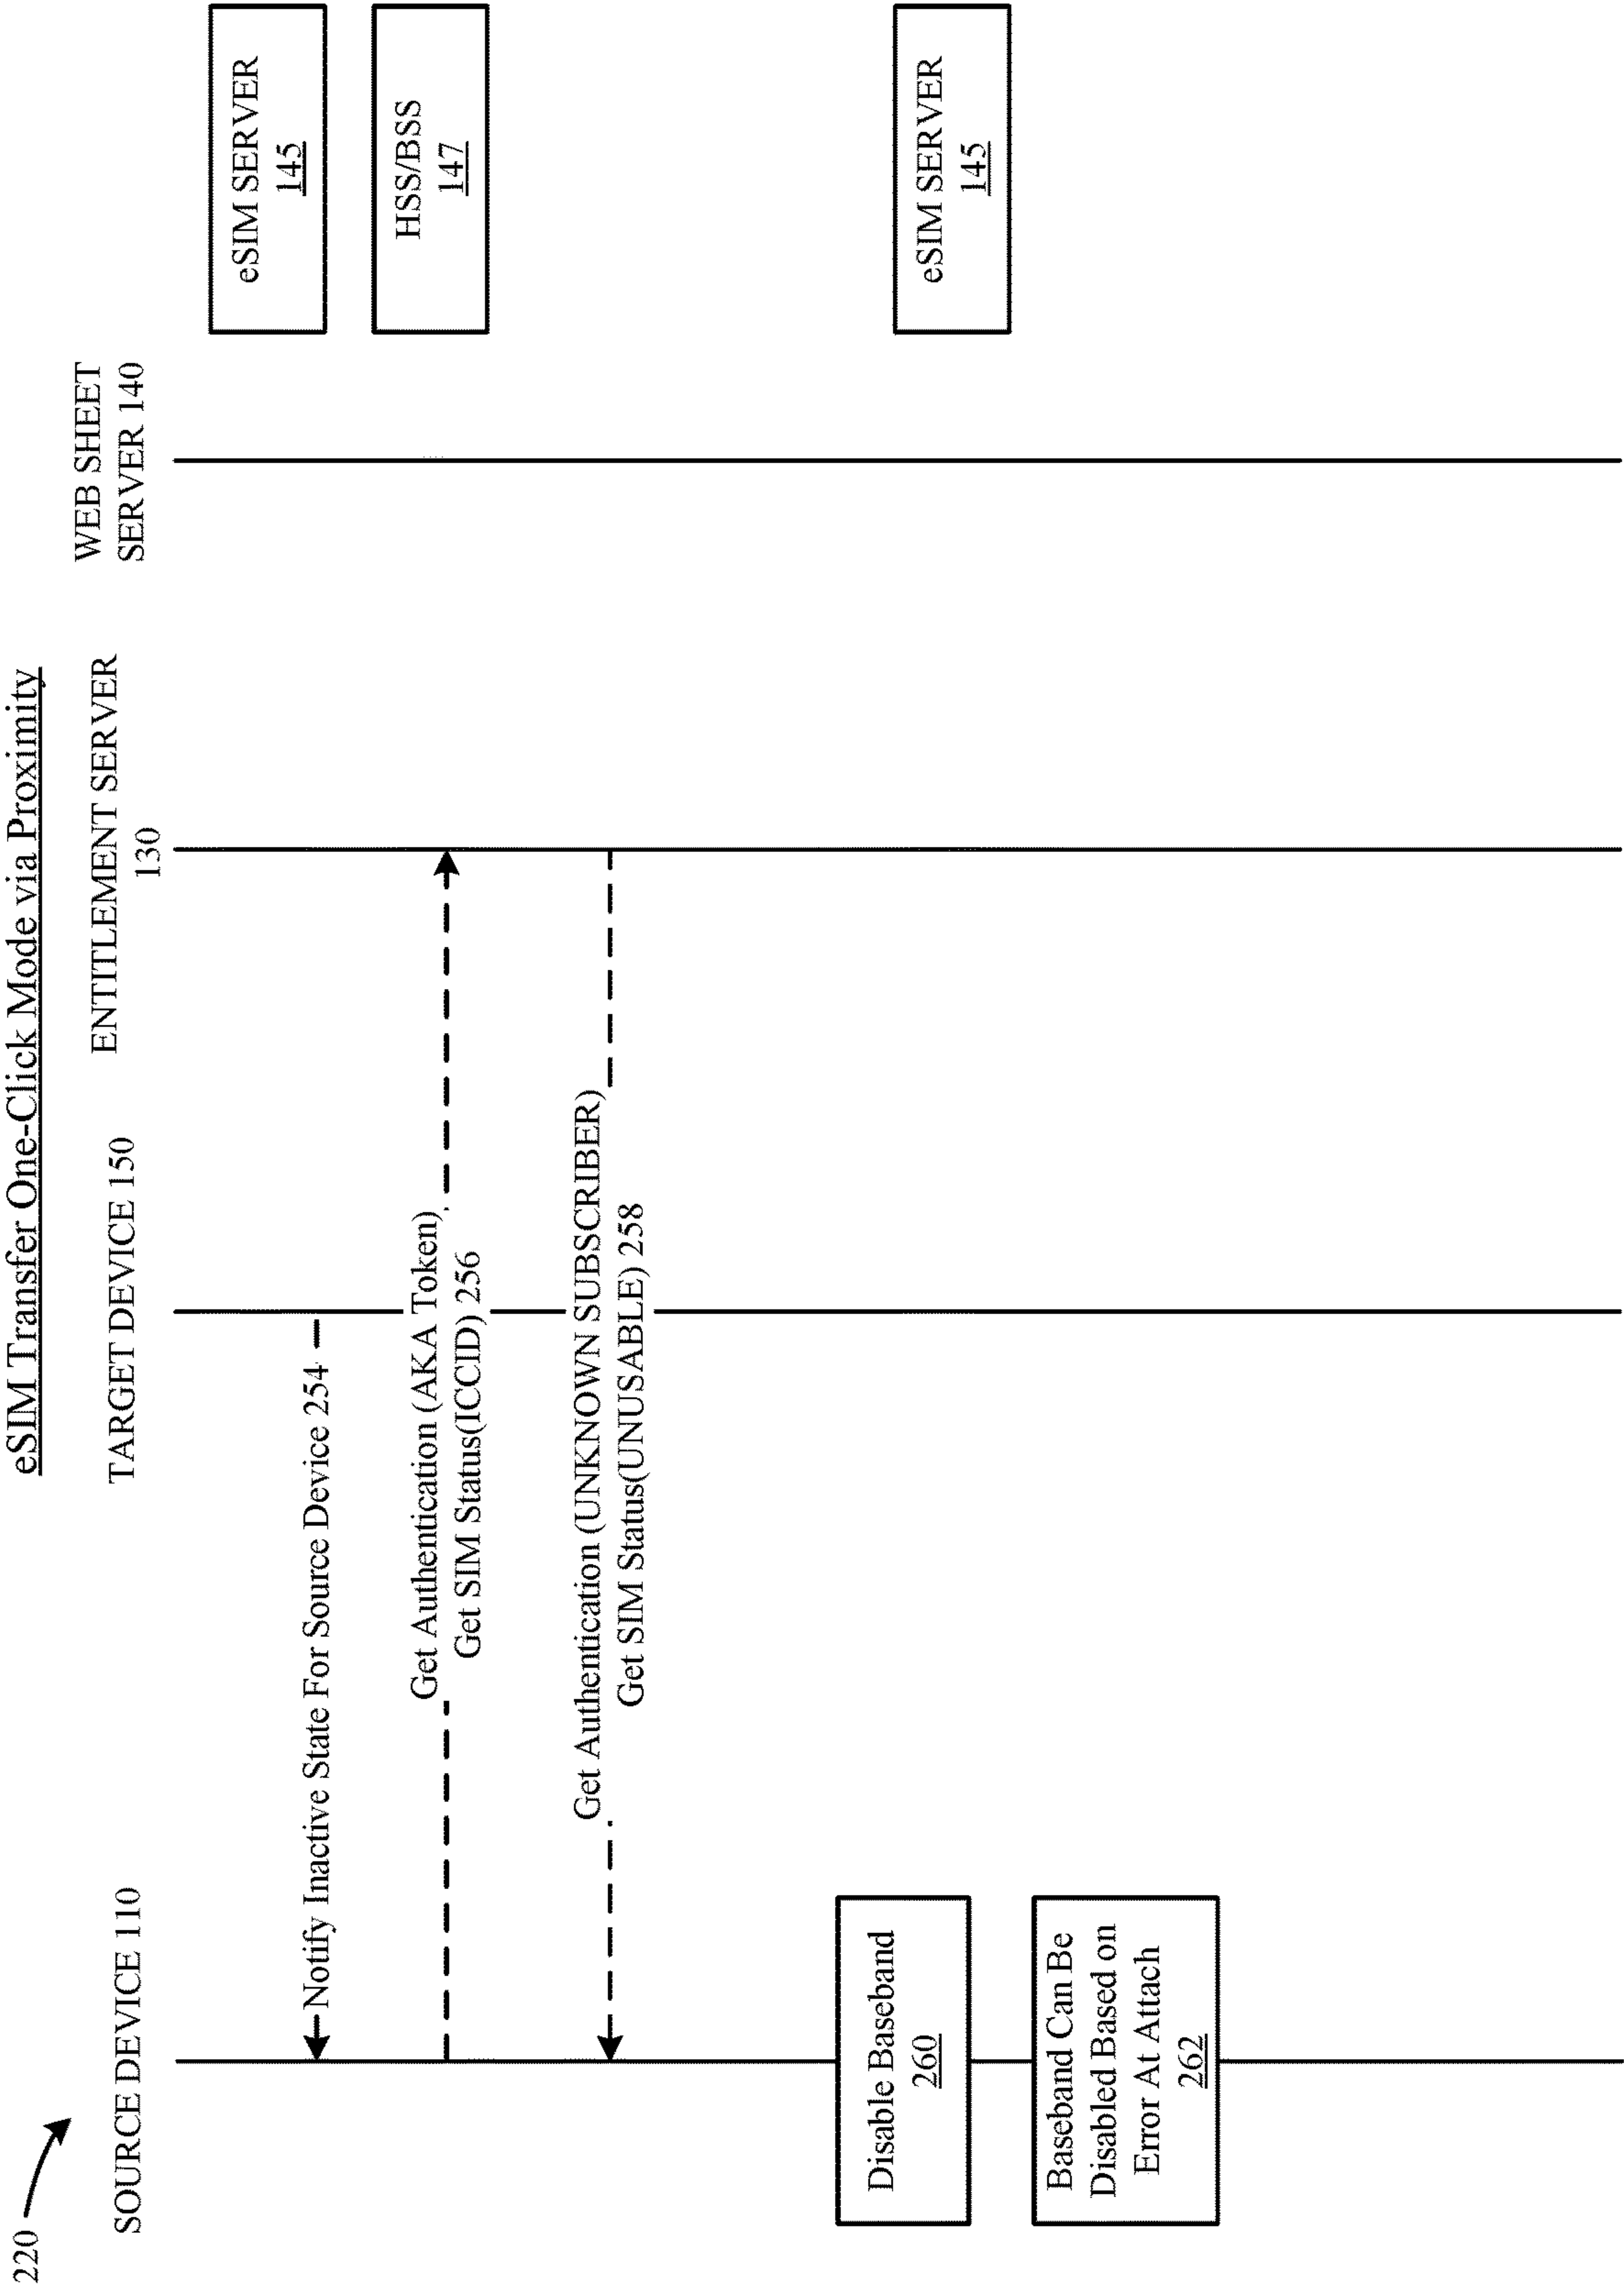 eSIM Transfer One-Click Mode via Proximity
220
SOURCE DEVICE 110
TARGET DEVICE 150
ENTITLEMENT SERVER
130
WEB SHEET
SERVER 140
eSIM SERVER
145
Notify Inactive State For Source Device 254
HSS/BSS
147
Get Authentication (AKA Token)
Get SIM Status(ICCID) 256
Get Authentication (UNKNOWN SUBSCRIBER)
Get SIM Status(UNUSABLE) 258
Disable Baseband
260
eSIM SERVER
145
Baseband Can Be
Disabled Based on
Error At Attach
262